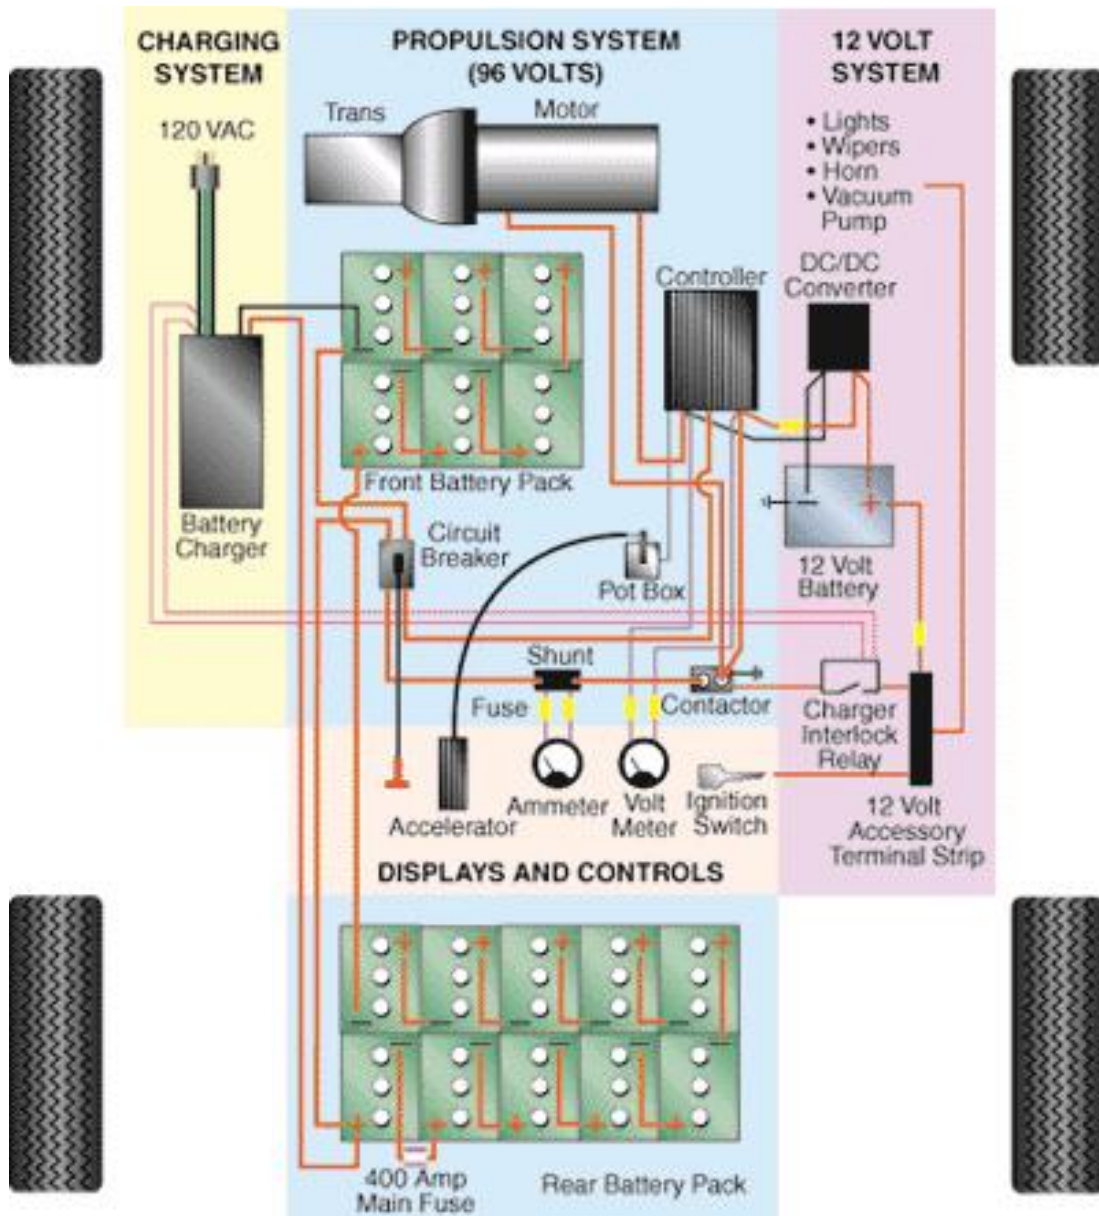 CHARGING
SYSTEM
PROPULSION SYSTEM
(96 VOLTS)
12 VOLT
SYSTEM
120 VAC
Trans
Motor
• Lights
• Wipers
• Horn
• Vacuum
Pump
Controller
DC/DC
Converter
Front Battery Pack
Battery
Charger
Circuit
Breaker
Pot Box
12 Volt
Battery
Shunt
Fuse
Contactor
Charger
Interlock
Relay
Accelerator
Ammeter
Volt
Meter
Ignition
Switch
12 Volt
Accessory
Terminal Strip
DISPLAYS AND CONTROLS
400 Amp
Main Fuse
Rear Battery Pack